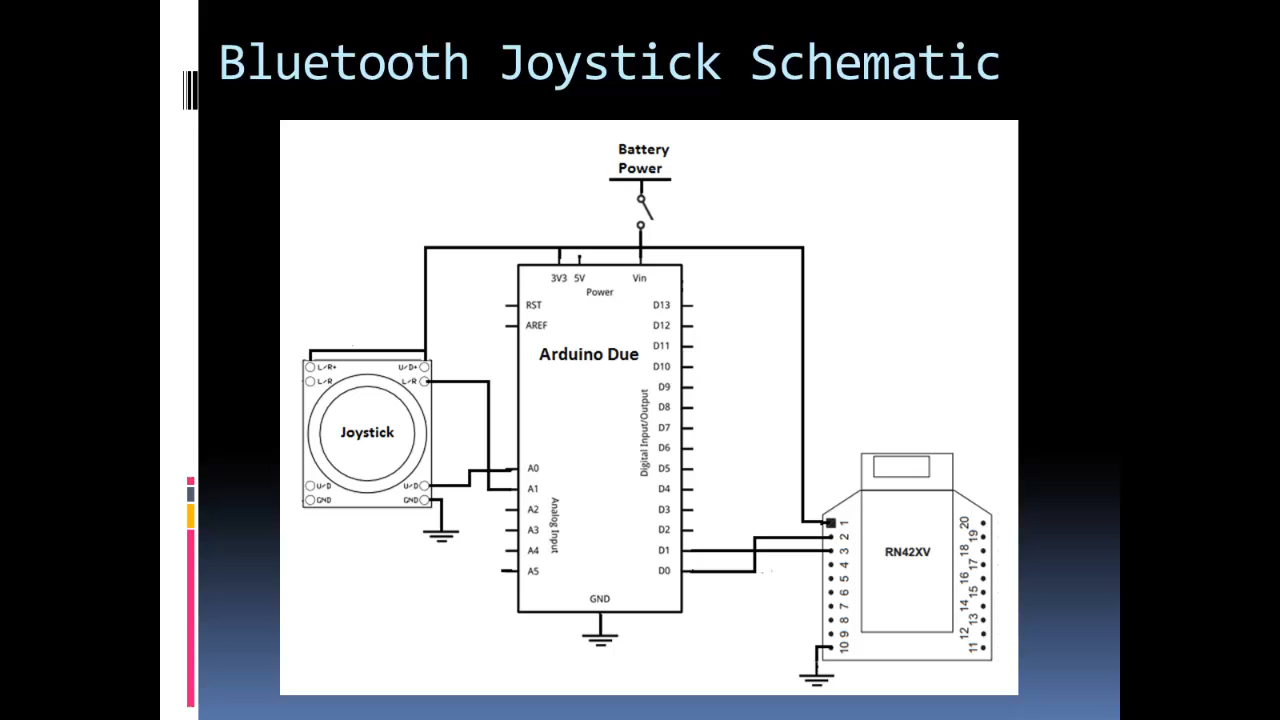 Bluetooth Joystick Schematic
Battery
Power
3V3 5V Vin
Power
RST
AREF
Arduino Due
D13
D12
D11
D10
D9
D8
D7
D6
D5
D4
D3
D2
D1
D0
Digital Input/Output
A0
A1
A2
A3
A4
A5
Analog Input
GND
L/R+ U/D+
L/R L/R
Joystick
U/D U/D
GND GND
RN42XV
1
2
3
4
5
6
7
8
9
10
20
19
18
17
16
15
14
13
12
11